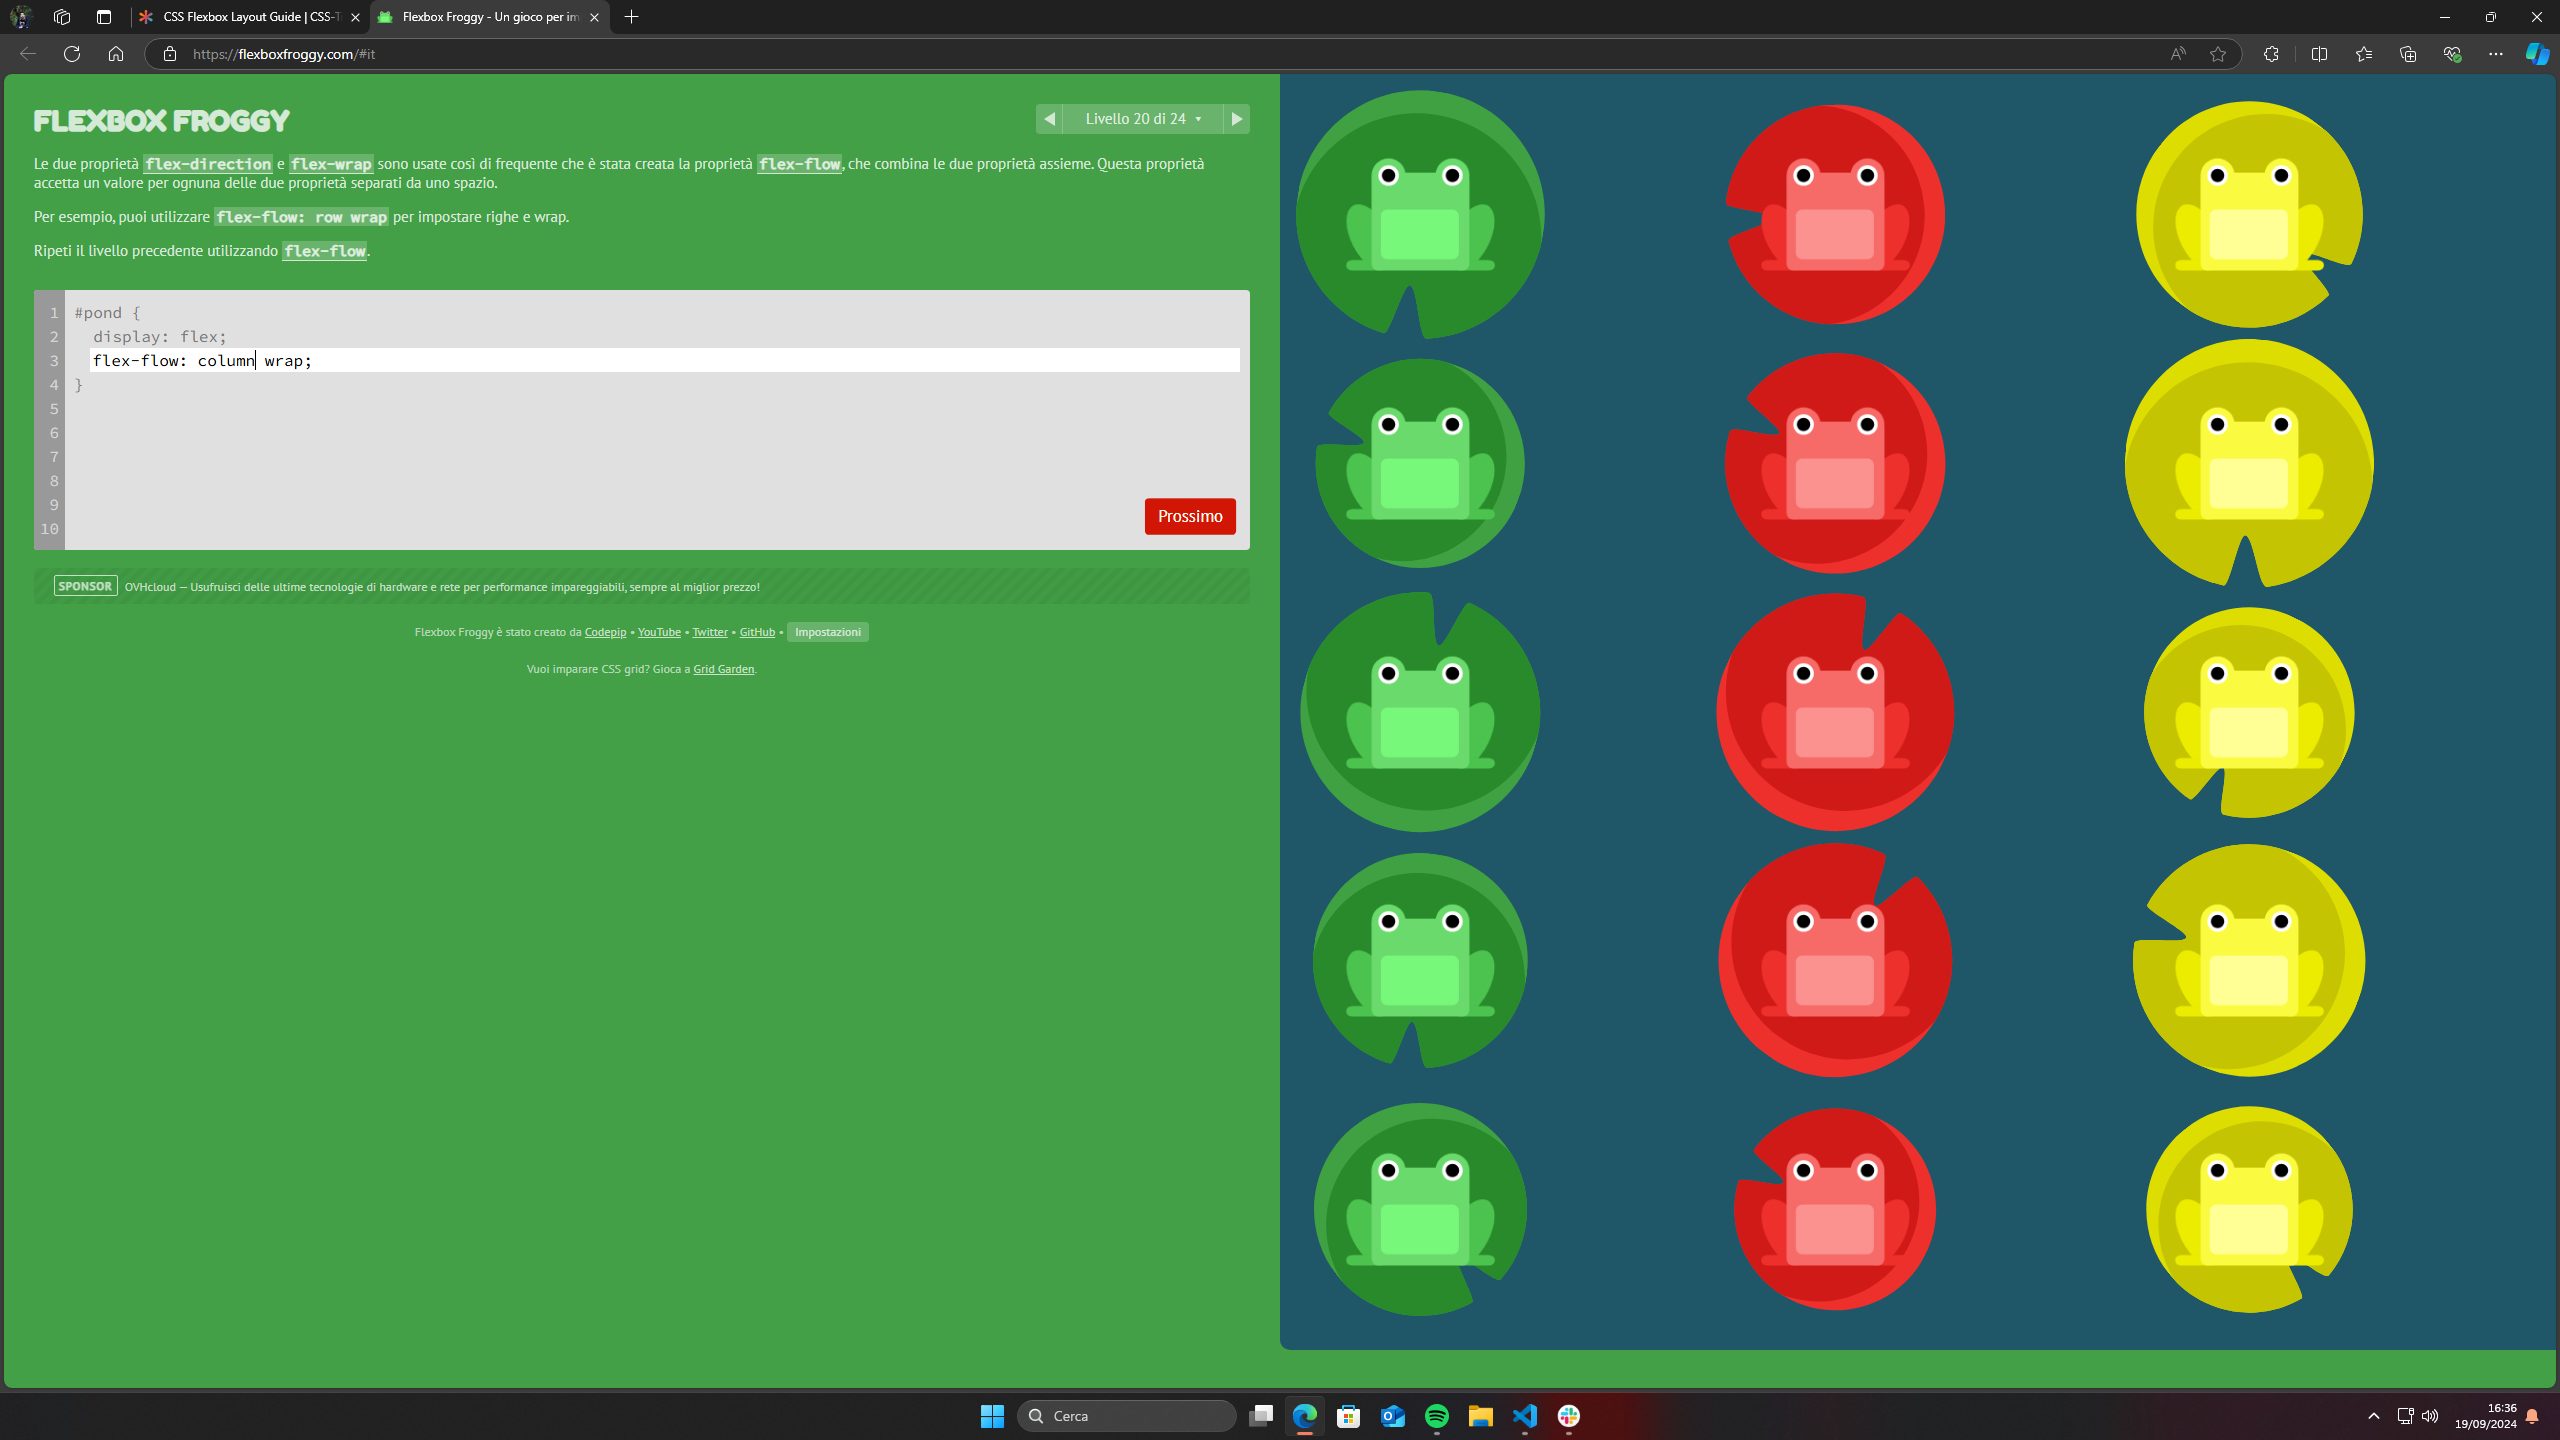 CSS Flexbox Layout Guide | CSS-T
Flexbox Froggy - Un gioco per im
https://flexboxfroggy.com/#it
FLEXBOX FROGGY
Livello 20 di 24
Le due proprietà flex-direction e flex-wrap sono usate così di frequente che è stata creata la proprietà flex-flow, che combina le due proprietà assieme. Questa proprietà
accetta un valore per ognuna delle due proprietà separati da uno spazio.
Per esempio, puoi utilizzare flex-flow: row wrap per impostare righe e wrap.
Ripeti il livello precedente utilizzando flex-flow.
1 #pond {
2 display: flex;
3 flex-flow: column wrap;
4 }
5
6
7
8
9
10
Prossimo
SPONSOR OVHcloud — Usufruisci delle ultime tecnologie di hardware e rete per performance impareggiabili, sempre al miglior prezzo!
Flexbox Froggy è stato creato da Codepip • YouTube • Twitter • GitHub • Impostazioni
Vuoi imparare CSS grid? Gioca a Grid Garden.
Cerca
16:36
19/09/2024